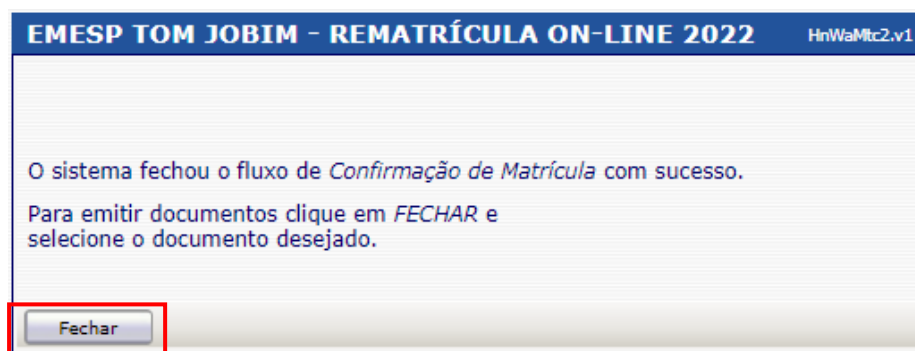 EMESP TOM JOBIM - REMATRÍCULA ON-LINE 2022 HnWaMtc2.v1
O sistema fechou o fluxo de Confirmação de Matrícula com sucesso.
Para emitir documentos clique em FECHAR e
selecione o documento desejado.
Fechar